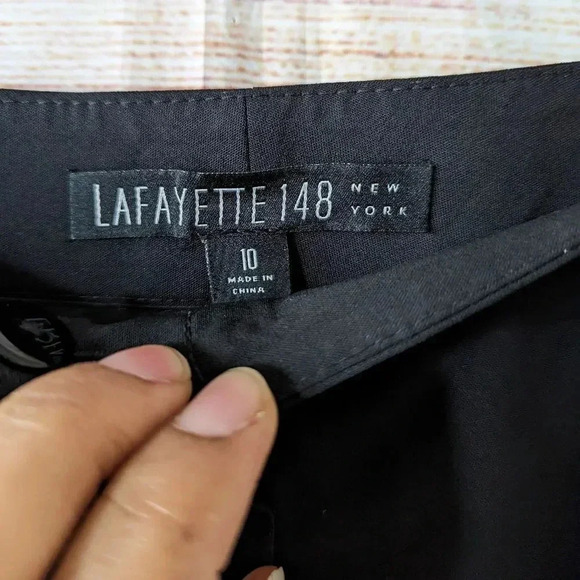 LAFAYETTE 148 NEW YORK
10
MADE IN
CHINA